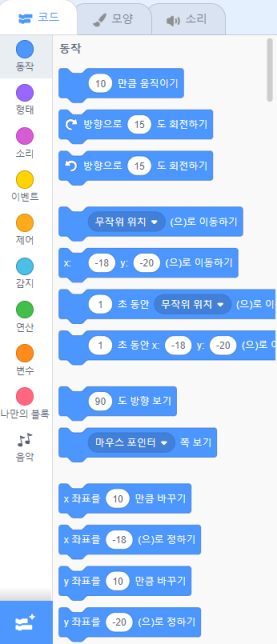 코드 모양 소리
동작
동작
형태
소리
이벤트
제어
감지
연산
변수
나만의 블록
음악
10 만큼 움직이기
방향으로 15 도 회전하기
방향으로 15 도 회전하기
무작위 위치 (으)로 이동하기
x: -18 y: -20 (으)로 이동하기
1 초 동안 무작위 위치 (으)로 이
1 초 동안 x: -18 y: -20 (으)로 
90 도 방향 보기
마우스 포인터 쪽 보기
x 좌표를 10 만큼 바꾸기
x 좌표를 -18 (으)로 정하기
y 좌표를 10 만큼 바꾸기
y 좌표를 -20 (으)로 정하기